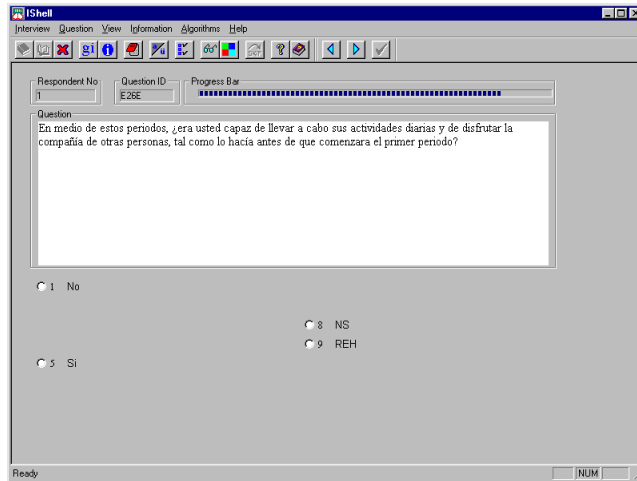 IShell
Interview Question View Information Algorithms Help
gi
Respondent No
Question ID
Progress Bar
1
E26E
Question
En medio de estos periodos, ¿era usted capaz de llevar a cabo sus actividades diarias y de disfrutar la
compañía de otras personas, tal como lo hacía antes de que comenzara el primer periodo?
1 No
8 NS
9 REH
5 Si
Ready
NUM